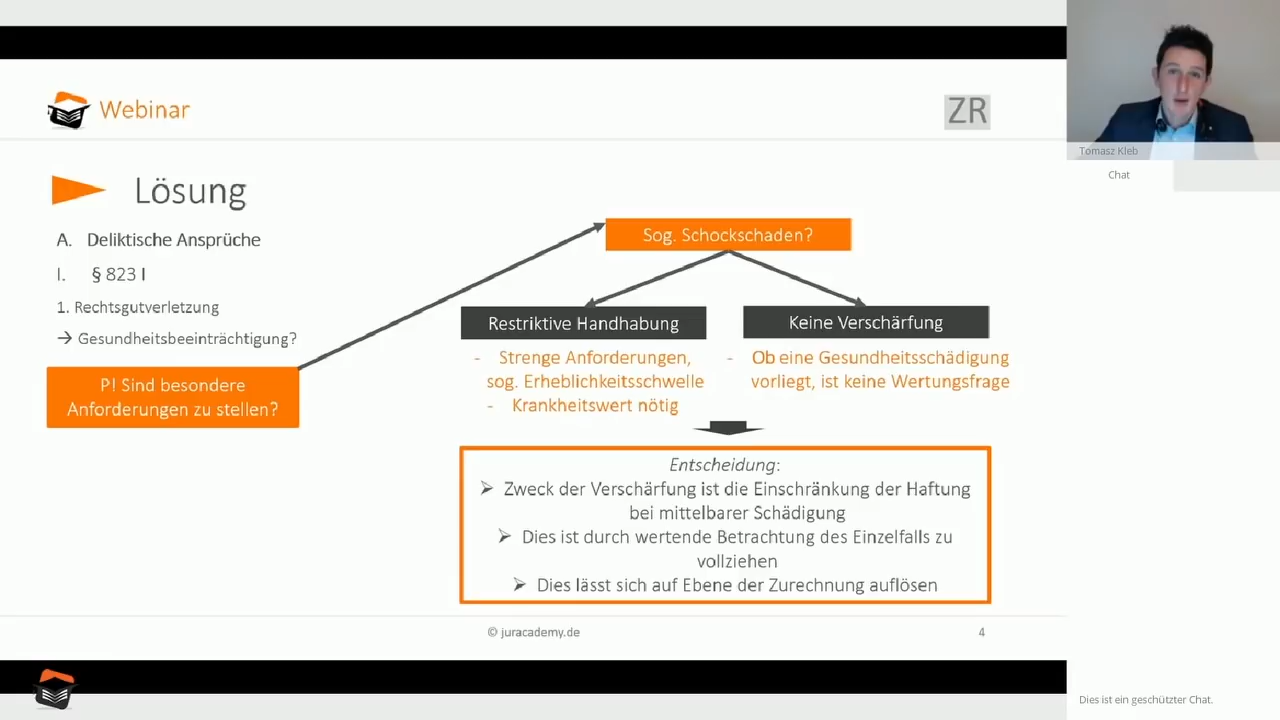 Webinar
ZR
Tomasz Kleb
Chat
Lösung
A. Deliktische Ansprüche
I. § 823 I
1. Rechtsgutverletzung
→ Gesundheitsbeeinträchtigung?
P! Sind besondere
Anforderungen zu stellen?
Sog. Schockschaden?
Restriktive Handhabung
- Strenge Anforderungen,
sog. Erheblichkeitsschwelle
- Krankheitswert nötig
Keine Verschärfung
- Ob eine Gesundheitsschädigung
vorliegt, ist keine Wertungsfrage
Entscheidung:
➢ Zweck der Verschärfung ist die Einschränkung der Haftung
bei mittelbarer Schädigung
➢ Dies ist durch wertende Betrachtung des Einzelfalls zu
vollziehen
➢ Dies lässt sich auf Ebene der Zurechnung auflösen
© juracademy.de
4
Dies ist ein geschützter Chat.